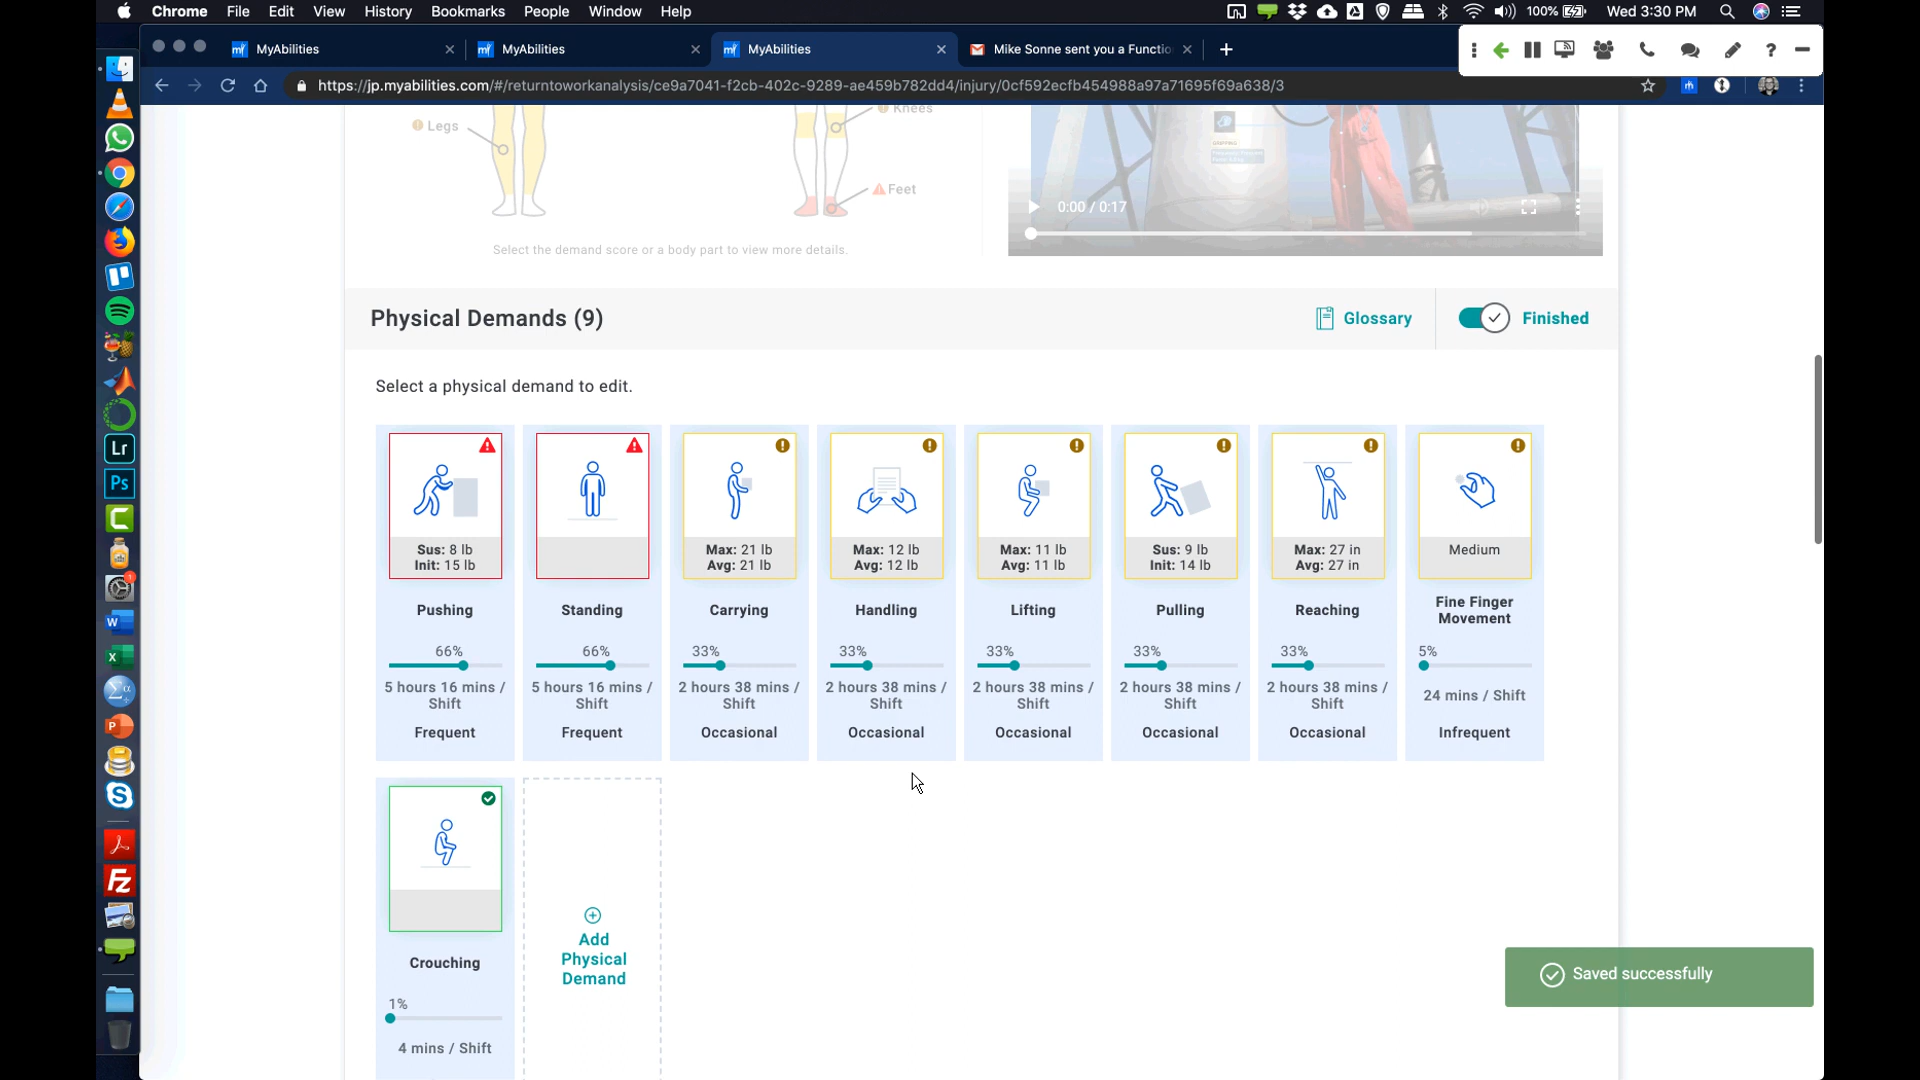 Chrome File Edit View History Bookmarks People Window Help 100% Wed 3:30 PM
MyAbilities MyAbilities MyAbilities Mike Sonne sent you a Functio
https://jp.myabilities.com/#/returntoworkanalysis/ce9a7041-f2cb-402c-9289-ae459b782dd4/injury/0cf592ecfb454988a97a71695f69a638/3
Legs
Knees
Feet
Select the demand score or a body part to view more details.
0:00 / 0:17
Physical Demands (9)
Glossary
Finished
Select a physical demand to edit.
Sus: 8 lb
Init: 15 lb
Pushing
66%
5 hours 16 mins /
Shift
Frequent
Standing
66%
5 hours 16 mins /
Shift
Frequent
Max: 21 lb
Avg: 21 lb
Carrying
33%
2 hours 38 mins /
Shift
Occasional
Max: 12 lb
Avg: 12 lb
Handling
33%
2 hours 38 mins /
Shift
Occasional
Max: 11 lb
Avg: 11 lb
Lifting
33%
2 hours 38 mins /
Shift
Occasional
Sus: 9 lb
Init: 14 lb
Pulling
33%
2 hours 38 mins /
Shift
Occasional
Max: 27 in
Avg: 27 in
Reaching
33%
2 hours 38 mins /
Shift
Occasional
Medium
Fine Finger
Movement
5%
24 mins / Shift
Infrequent
Crouching
1%
4 mins / Shift
Add
Physical
Demand
Saved successfully
Lr
Ps